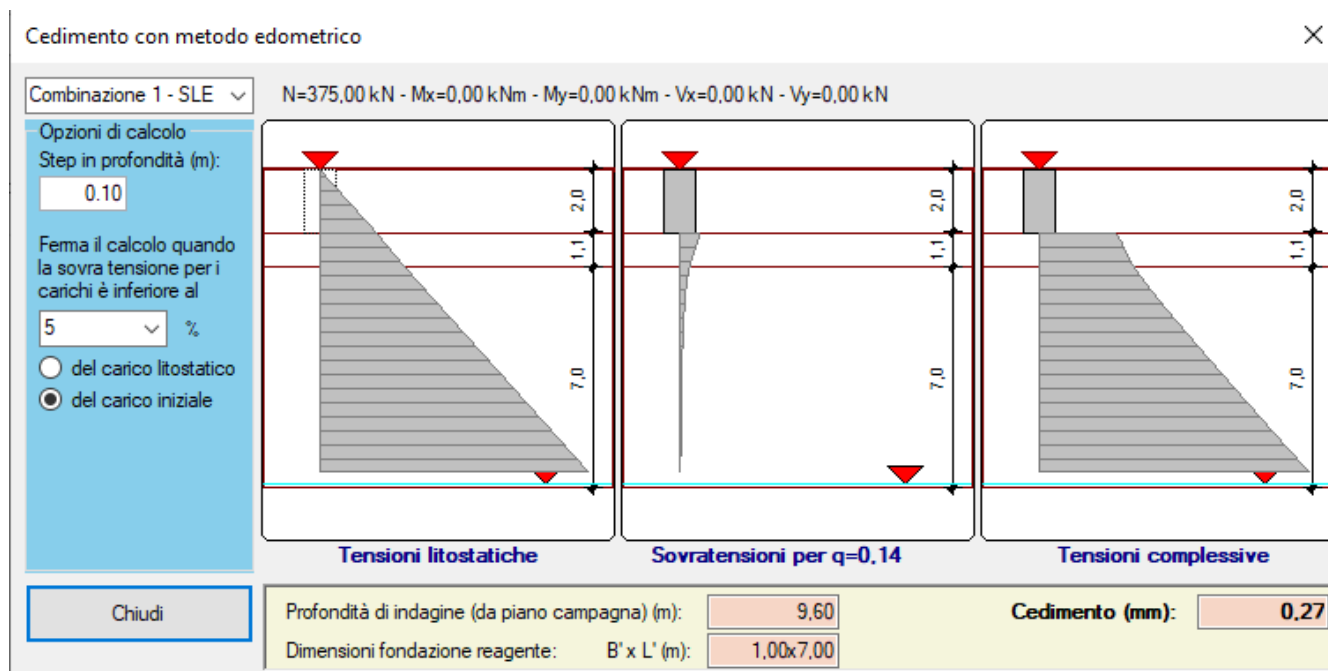 Cedimento con metodo edometrico
Combinazione 1 - SLE
N=375,00 kN - Mx=0,00 kNm - My=0,00 kNm - Vx=0,00 kN - Vy=0,00 kN
Opzioni di calcolo
Step in profondità (m):
0.10
Ferma il calcolo quando
la sovra tensione per i
carichi è inferiore al
5 %
del carico litostatico
del carico iniziale
2,0
1,1
7,0
Tensioni litostatiche
2,0
1,1
7,0
Sovratensioni per q=0,14
2,0
1,1
7,0
Tensioni complessive
Chiudi
Profondità di indagine (da piano campagna) (m): 9,60
Cedimento (mm): 0,27
Dimensioni fondazione reagente: B' x L' (m): 1,00x7,00